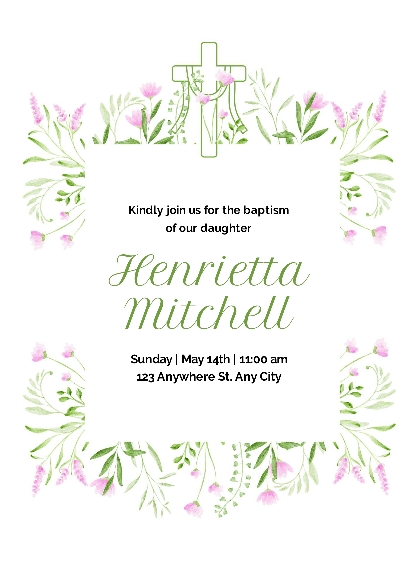 Kindly join us for the baptism
of our daughter
Henrietta
Mitchell
Sunday | May 14th | 11:00 am
123 Anywhere St. Any City